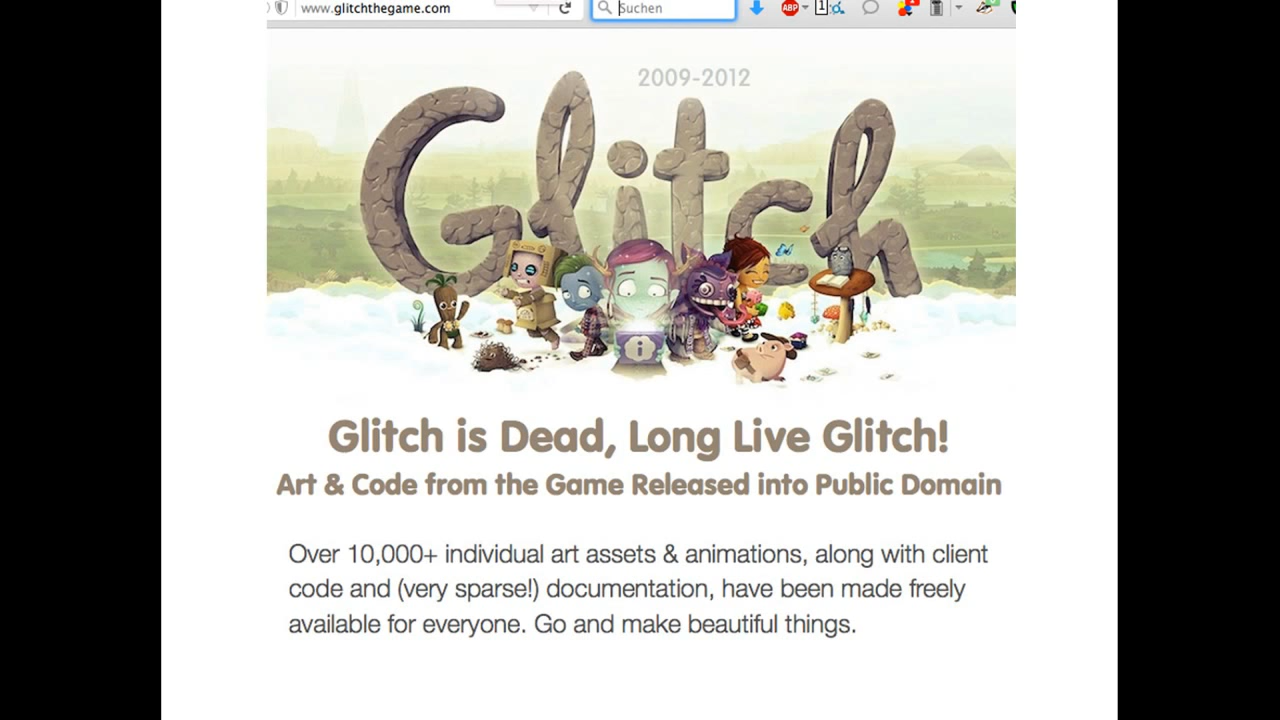 www.glitchthegame.com
Suchen
ABP
1
2009-2012
Glitch
Glitch is Dead, Long Live Glitch!
Art & Code from the Game Released into Public Domain
Over 10,000+ individual art assets & animations, along with client
code and (very sparse!) documentation, have been made freely
available for everyone. Go and make beautiful things.